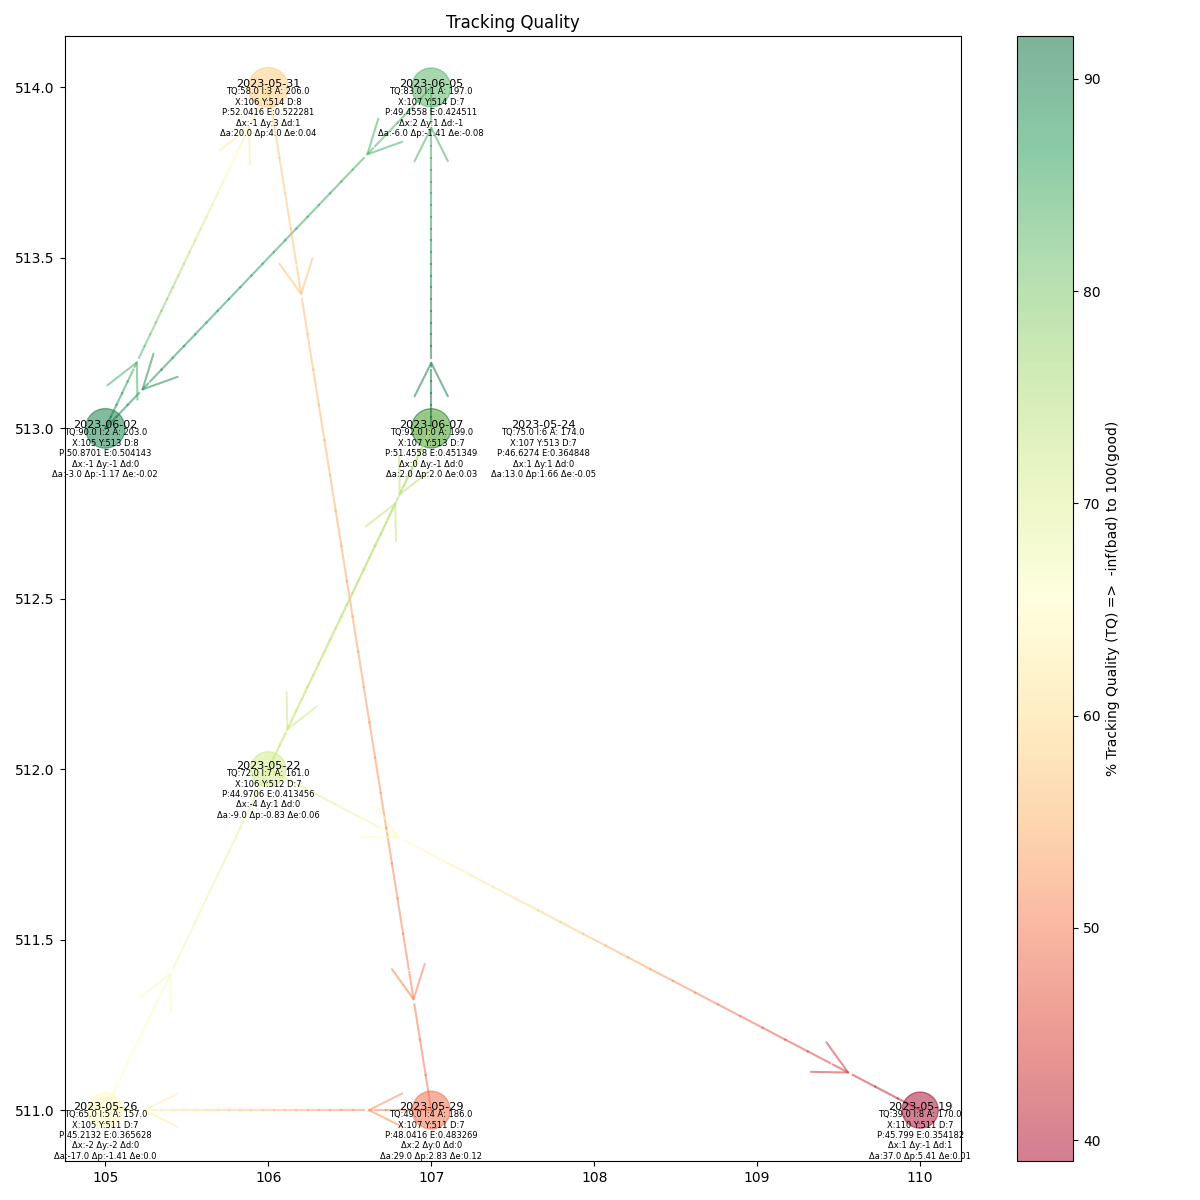 Tracking Quality
514.0
513.5
513.0
512.5
512.0
511.5
511.0
105
106
107
108
109
110
2023-05-31
TQ:58.0 I:3 A: 206.0
X:106 Y:514 D:8
P:52.0416 E:0.522281
Δx:-1 Δy:3 Δd:1
Δa:20.0 Δp:4.0 Δe:0.04
2023-06-05
TQ:83.0 I:1 A: 197.0
X:107 Y:514 D:7
P:49.4558 E:0.424511
Δx:2 Δy:1 Δd:-1
Δa:-6.0 Δp:-1.41 Δe:-0.08
2023-06-02
TQ:90.0 I:2 A: 203.0
X:105 Y:513 D:8
P:50.8701 E:0.504143
Δx:-1 Δy:-1 Δd:0
Δa:-3.0 Δp:-1.17 Δe:-0.02
2023-06-07
TQ:92.0 I:0 A: 199.0
X:107 Y:513 D:7
P:51.4558 E:0.451349
Δx:0 Δy:-1 Δd:0
Δa:2.0 Δp:2.0 Δe:0.03
2023-05-24
TQ:75.0 I:6 A: 174.0
X:107 Y:513 D:7
P:46.6274 E:0.364848
Δx:1 Δy:1 Δd:0
Δa:13.0 Δp:1.66 Δe:-0.05
2023-05-22
TQ:72.0 I:7 A: 161.0
X:106 Y:512 D:7
P:44.9706 E:0.413456
Δx:-4 Δy:1 Δd:0
Δa:-9.0 Δp:-0.83 Δe:0.06
2023-05-26
TQ:65.0 I:5 A: 157.0
X:105 Y:511 D:7
P:45.2132 E:0.365628
Δx:-2 Δy:-2 Δd:0
Δa:-17.0 Δp:-1.41 Δe:0.0
2023-05-29
TQ:49.0 I:4 A: 186.0
X:107 Y:511 D:7
P:48.0416 E:0.483269
Δx:2 Δy:0 Δd:0
Δa:29.0 Δp:2.83 Δe:0.12
2023-05-19
TQ:39.0 I:8 A: 170.0
X:110 Y:511 D:7
P:45.799 E:0.354182
Δx:1 Δy:-1 Δd:1
Δa:37.0 Δp:5.41 Δe:0.01
90
80
70
60
50
40
% Tracking Quality (TQ) => -inf(bad) to 100(good)